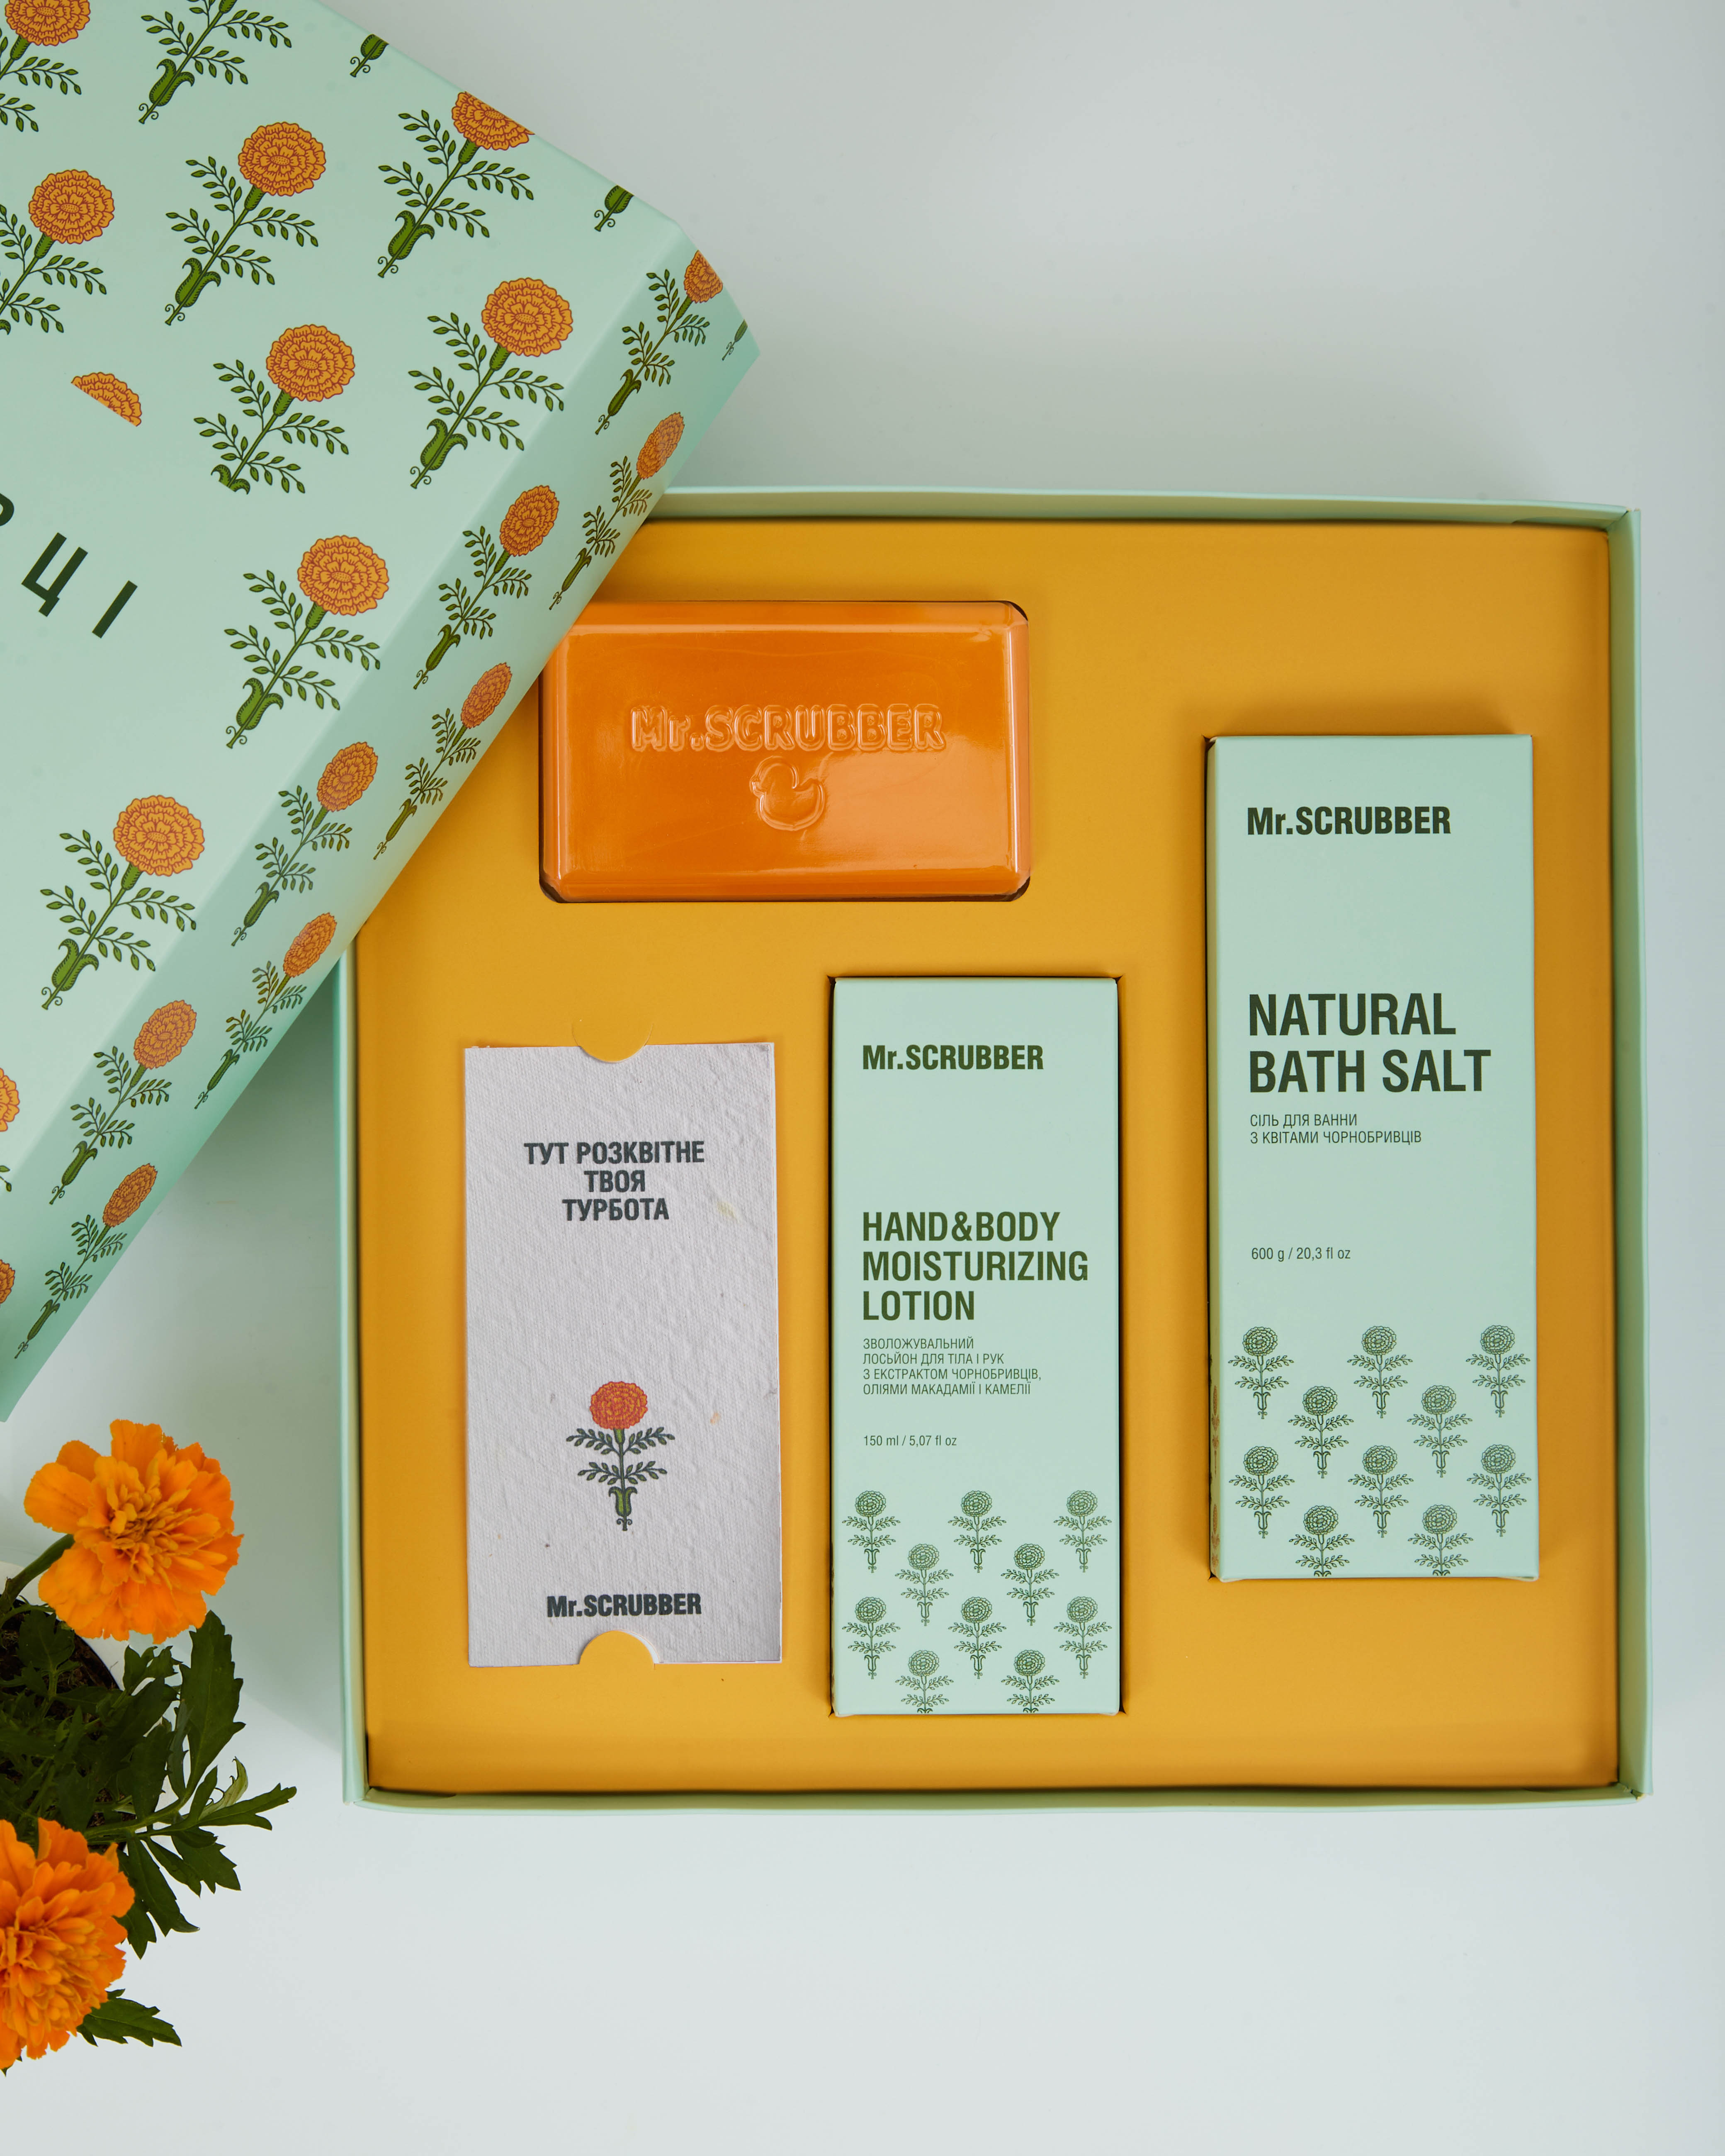 ЦІ
Mr.SCRUBBER
Mr.SCRUBBER
NATURAL
BATH SALT
СІЛЬ ДЛЯ ВАННИ
З КВІТАМИ ЧОРНОБРИВЦІВ
600 g / 20,3 fl oz
Mr.SCRUBBER
HAND&BODY
MOISTURIZING
LOTION
ЗВОЛОЖУВАЛЬНИЙ
ЛОСЬЙОН ДЛЯ ТІЛА І РУК
З ЕКСТРАКТОМ ЧОРНОБРИВЦІВ,
ОЛІЯМИ МАКАДАМІЇ І КАМЕЛІЇ
150 ml / 5,07 fl oz
ТУТ РОЗКВІТНЕ
ТВОЯ
ТУРБОТА
Mr.SCRUBBER